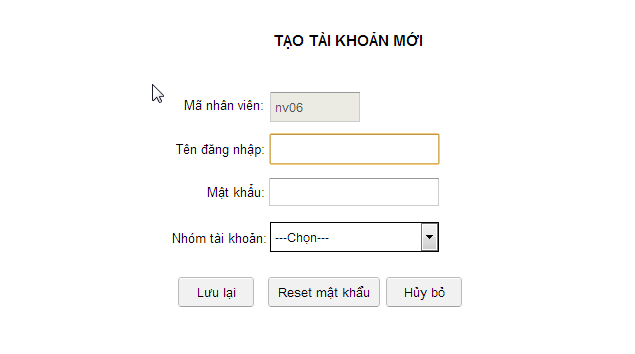 TẠO TÀI KHOẢN MỚI
Mã nhân viên: nv06
Tên đăng nhập:
Mật khẩu:
Nhóm tài khoản: ---Chọn---
Lưu lại Reset mật khẩu Hủy bỏ